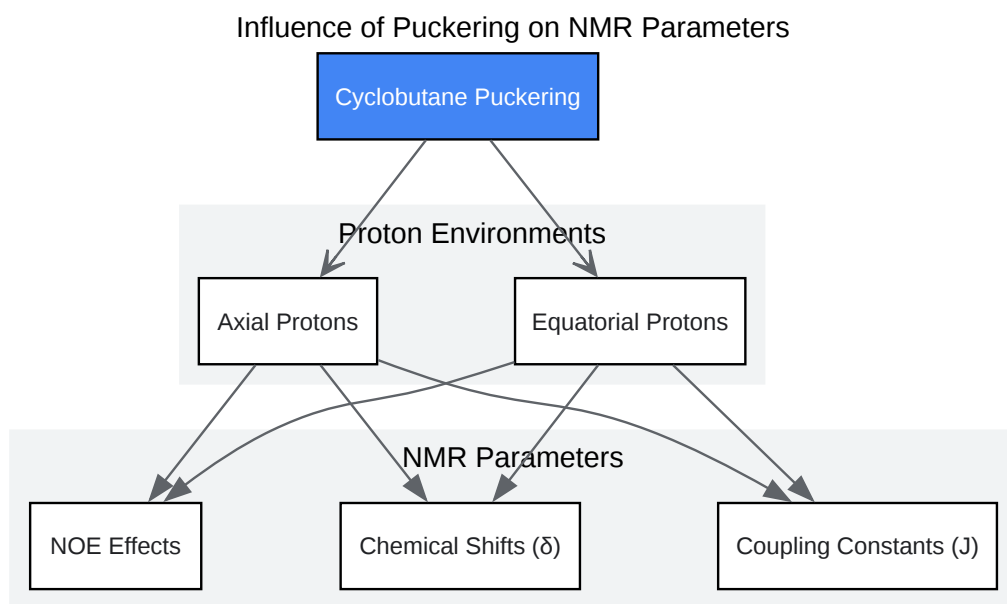 Influence of Puckering on NMR Parameters
Cyclobutane Puckering
Proton Environments
Axial Protons
Equatorial Protons
NMR Parameters
NOE Effects
Chemical Shifts (δ)
Coupling Constants (J)